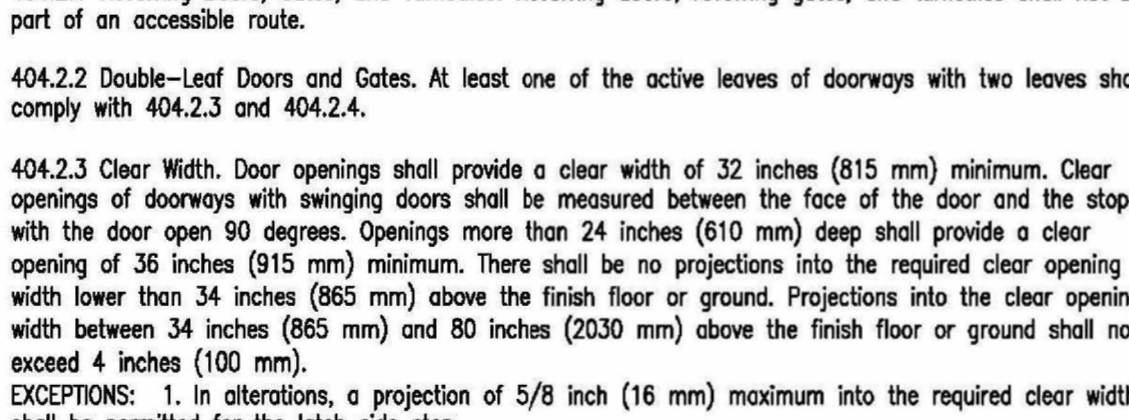 part of an accessible route.
404.2.2 Double-Leaf Doors and Gates. At least one of the active leaves of doorways with two leaves
comply with 404.2.3 and 404.2.4.
404.2.3 Clear Width. Door openings shall provide a clear width of 32 inches (815 mm) minimum. Clear
openings of doorways with swinging doors shall be measured between the face of the door and the stop
with the door open 90 degrees. Openings more than 24 inches (610 mm) deep shall provide a clear
opening of 36 inches (915 mm) minimum. There shall be no projections into the required clear opening
width lower than 34 inches (865 mm) above the finish floor or ground. Projections into the clear
width between 34 inches (865 mm) and 80 inches (2030 mm) above the finish floor or ground shall
exceed 4 inches (100 mm).
EXCEPTIONS: 1. In alterations, a projection of 5/8 inch (16 mm) maximum into the required clear width